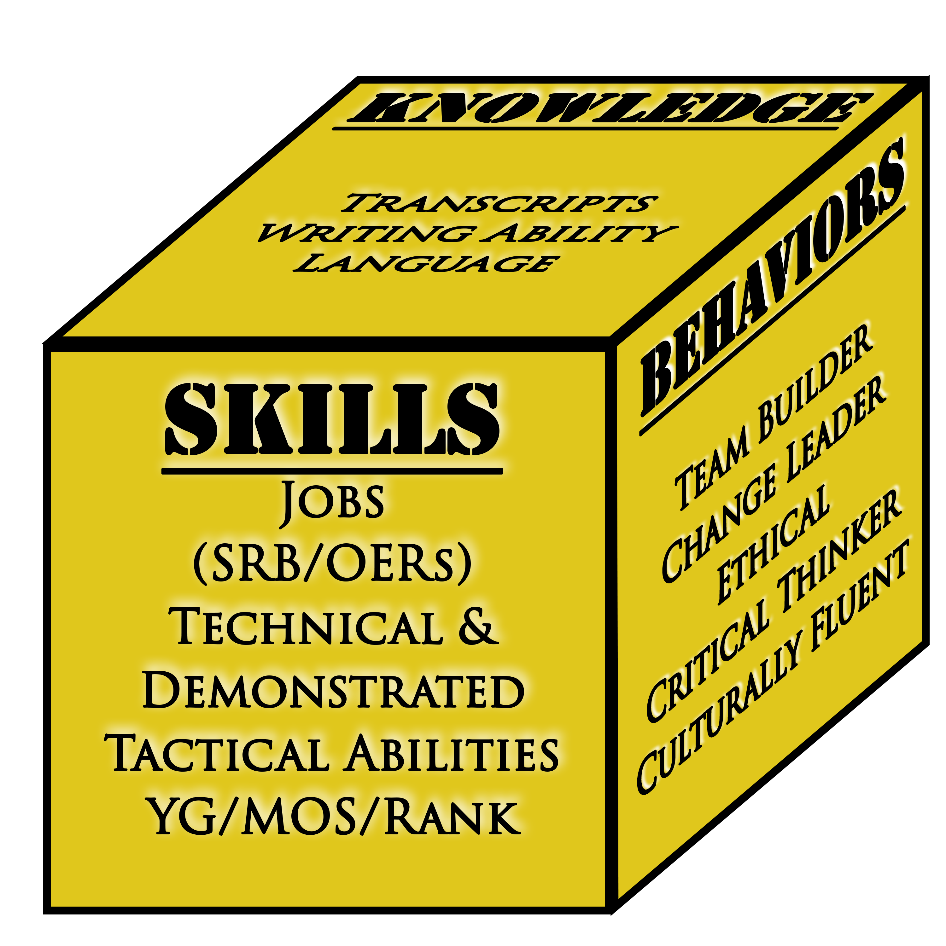 KNOWLEDGE
TRANSCRIPTS
WRITING ABILITY
LANGUAGE
SKILLS
JOBS
(SRB/OERS)
TECHNICAL &
DEMONSTRATED
TACTICAL ABILITIES
YG/MOS/RANK
BEHAVIORS
TEAM BUILDER
CHANGE LEADER
ETHICAL
CRITICAL THINKER
CULTURALLY FLUENT